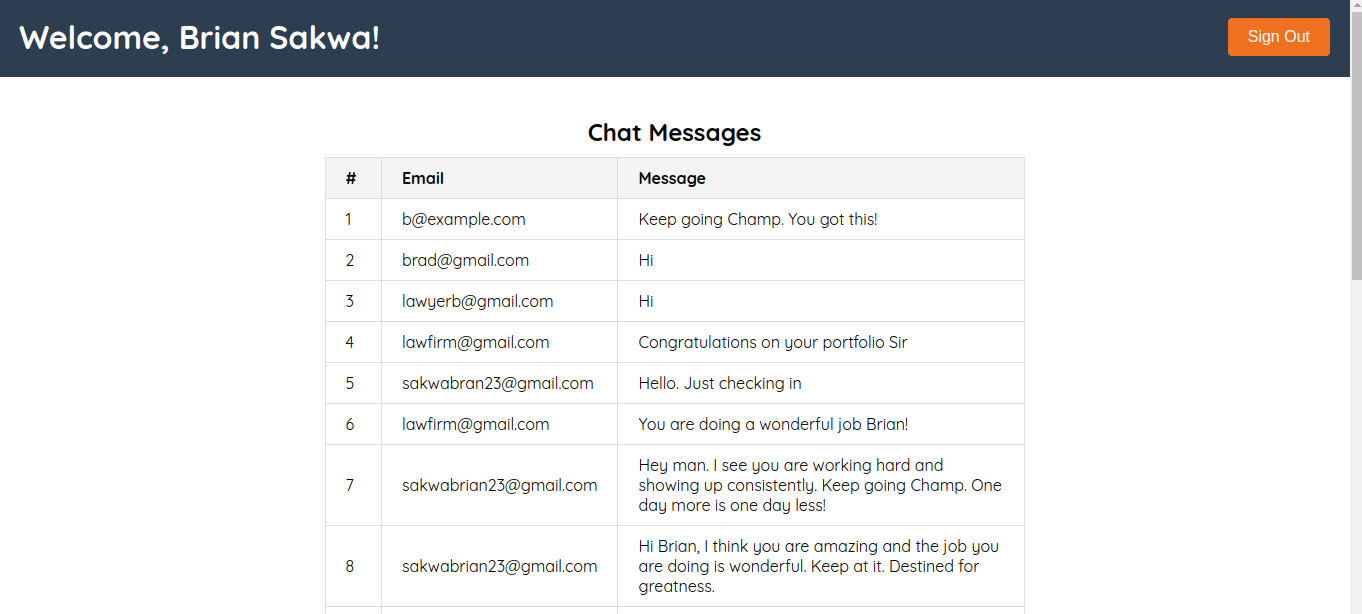 Welcome, Brian Sakwa!
Sign Out
Chat Messages
# Email Message
1 b@example.com Keep going Champ. You got this!
2 brad@gmail.com Hi
3 lawyerb@gmail.com Hi
4 lawfirm@gmail.com Congratulations on your portfolio Sir
5 sakwabran23@gmail.com Hello. Just checking in
6 lawfirm@gmail.com You are doing a wonderful job Brian!
7 sakwabrian23@gmail.com Hey man. I see you are working hard and
showing up consistently. Keep going Champ. One
day more is one day less!
8 sakwabrian23@gmail.com Hi Brian, I think you are amazing and the job you
are doing is wonderful. Keep at it. Destined for
greatness.